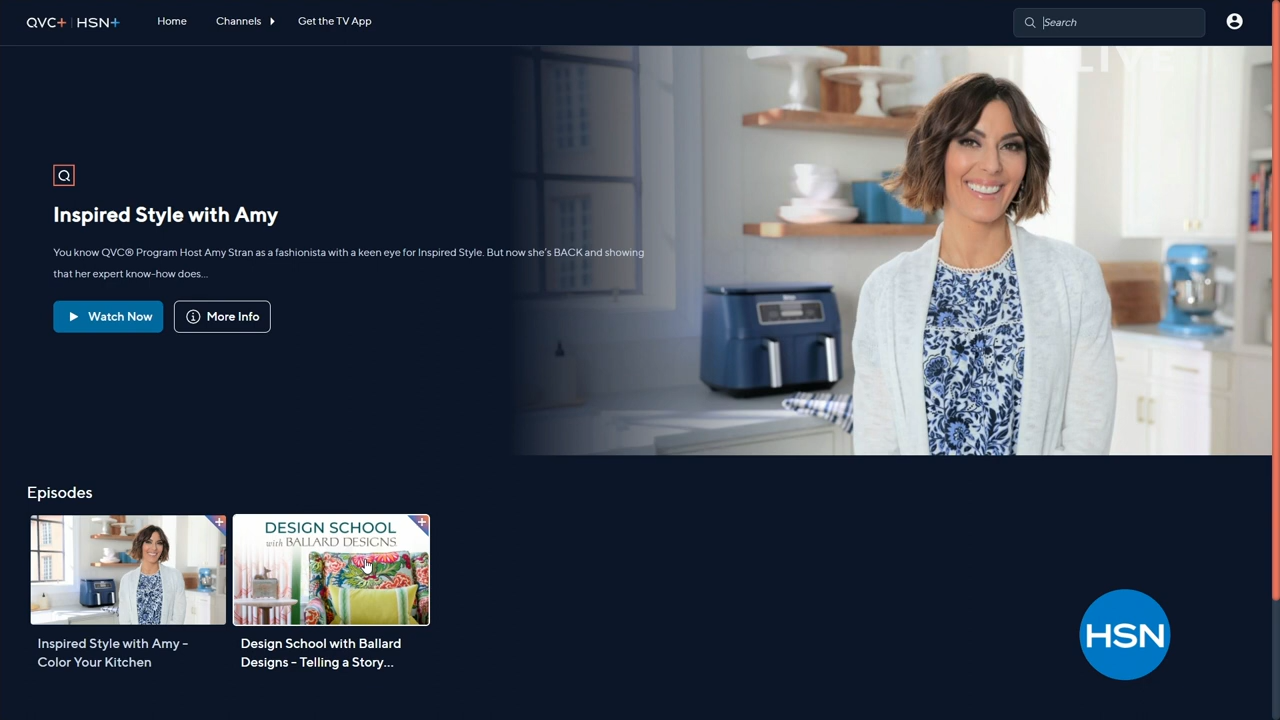 QVC+ | HSN+
Home
Channels
Get the TV App
Search
LIVE
Inspired Style with Amy
You know QVC® Program Host Amy Stran as a fashionista with a keen eye for Inspired Style. But now she's BACK and showing
that her expert know-how does...
Watch Now
More Info
Episodes
DESIGN SCHOOL
with BALLARD DESIGNS
Inspired Style with Amy -
Color Your Kitchen
Design School with Ballard
Designs - Telling a Story...
HSN